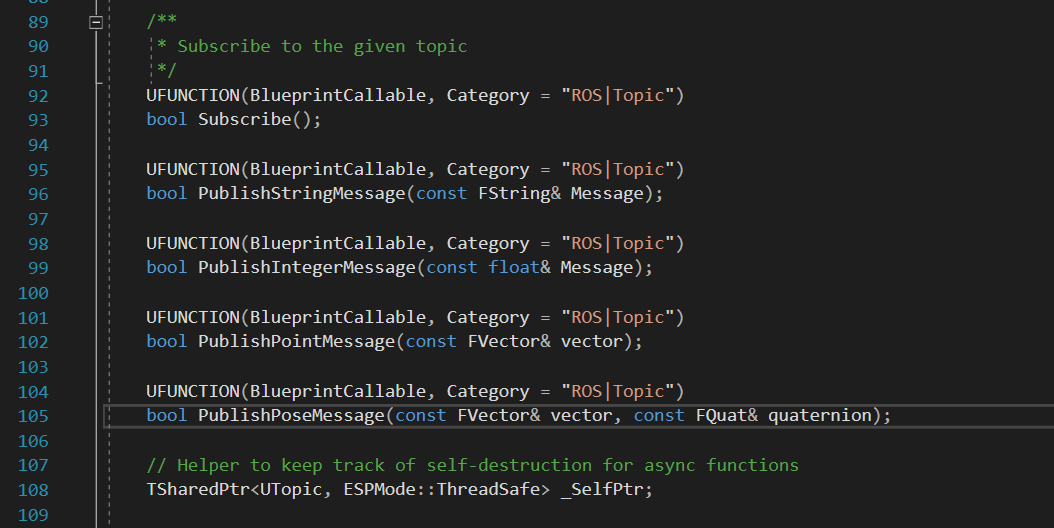 89 /**
90 * Subscribe to the given topic
91 */
92 UFUNCTION(BlueprintCallable, Category = "ROS|Topic")
93 bool Subscribe();
94
95 UFUNCTION(BlueprintCallable, Category = "ROS|Topic")
96 bool PublishStringMessage(const FString& Message);
97
98 UFUNCTION(BlueprintCallable, Category = "ROS|Topic")
99 bool PublishIntegerMessage(const float& Message);
100
101 UFUNCTION(BlueprintCallable, Category = "ROS|Topic")
102 bool PublishPointMessage(const FVector& vector);
103
104 UFUNCTION(BlueprintCallable, Category = "ROS|Topic")
105 bool PublishPoseMessage(const FVector& vector, const FQuat& quaternion);
106
107 // Helper to keep track of self-destruction for async functions
108 TSharedPtr<UTopic, ESPMode::ThreadSafe> _SelfPtr;
109